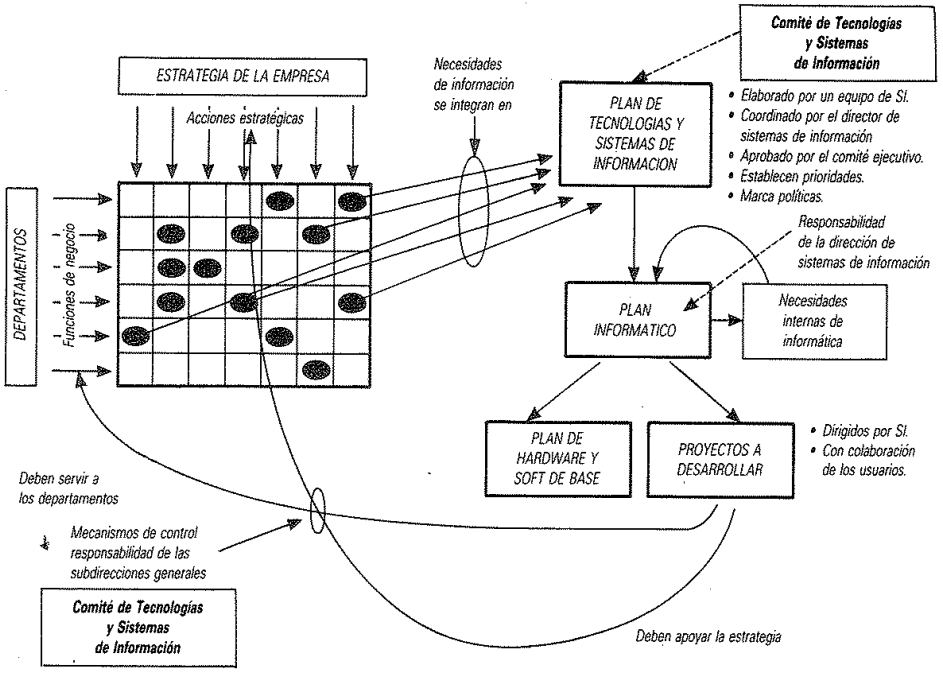 Comité de Tecnologías
y Sistemas
de Información
ESTRATEGIA DE LA EMPRESA
Acciones estratégicas
Necesidades
de información
se integran en
PLAN DE
TECNOLOGIAS Y
SISTEMAS DE
INFORMACION
• Elaborado por un equipo de SI.
• Coordinado por el director de
sistemas de información
• Aprobado por el comité ejecutivo.
• Establecen prioridades.
• Marca políticas.
DEPARTAMENTOS
Funciones de negocio
Responsabilidad
de la dirección de
sistemas de información
PLAN
INFORMATICO
Necesidades
internas de
informática
PLAN DE
HARDWARE Y
SOFT DE BASE
PROYECTOS A
DESARROLLAR
• Dirigidos por SI.
• Con colaboración
de los usuarios.
Deben servir a
los departamentos
Mecanismos de control
responsabilidad de las
subdirecciones generales
Comité de Tecnologías
y Sistemas
de Información
Deben apoyar la estrategia